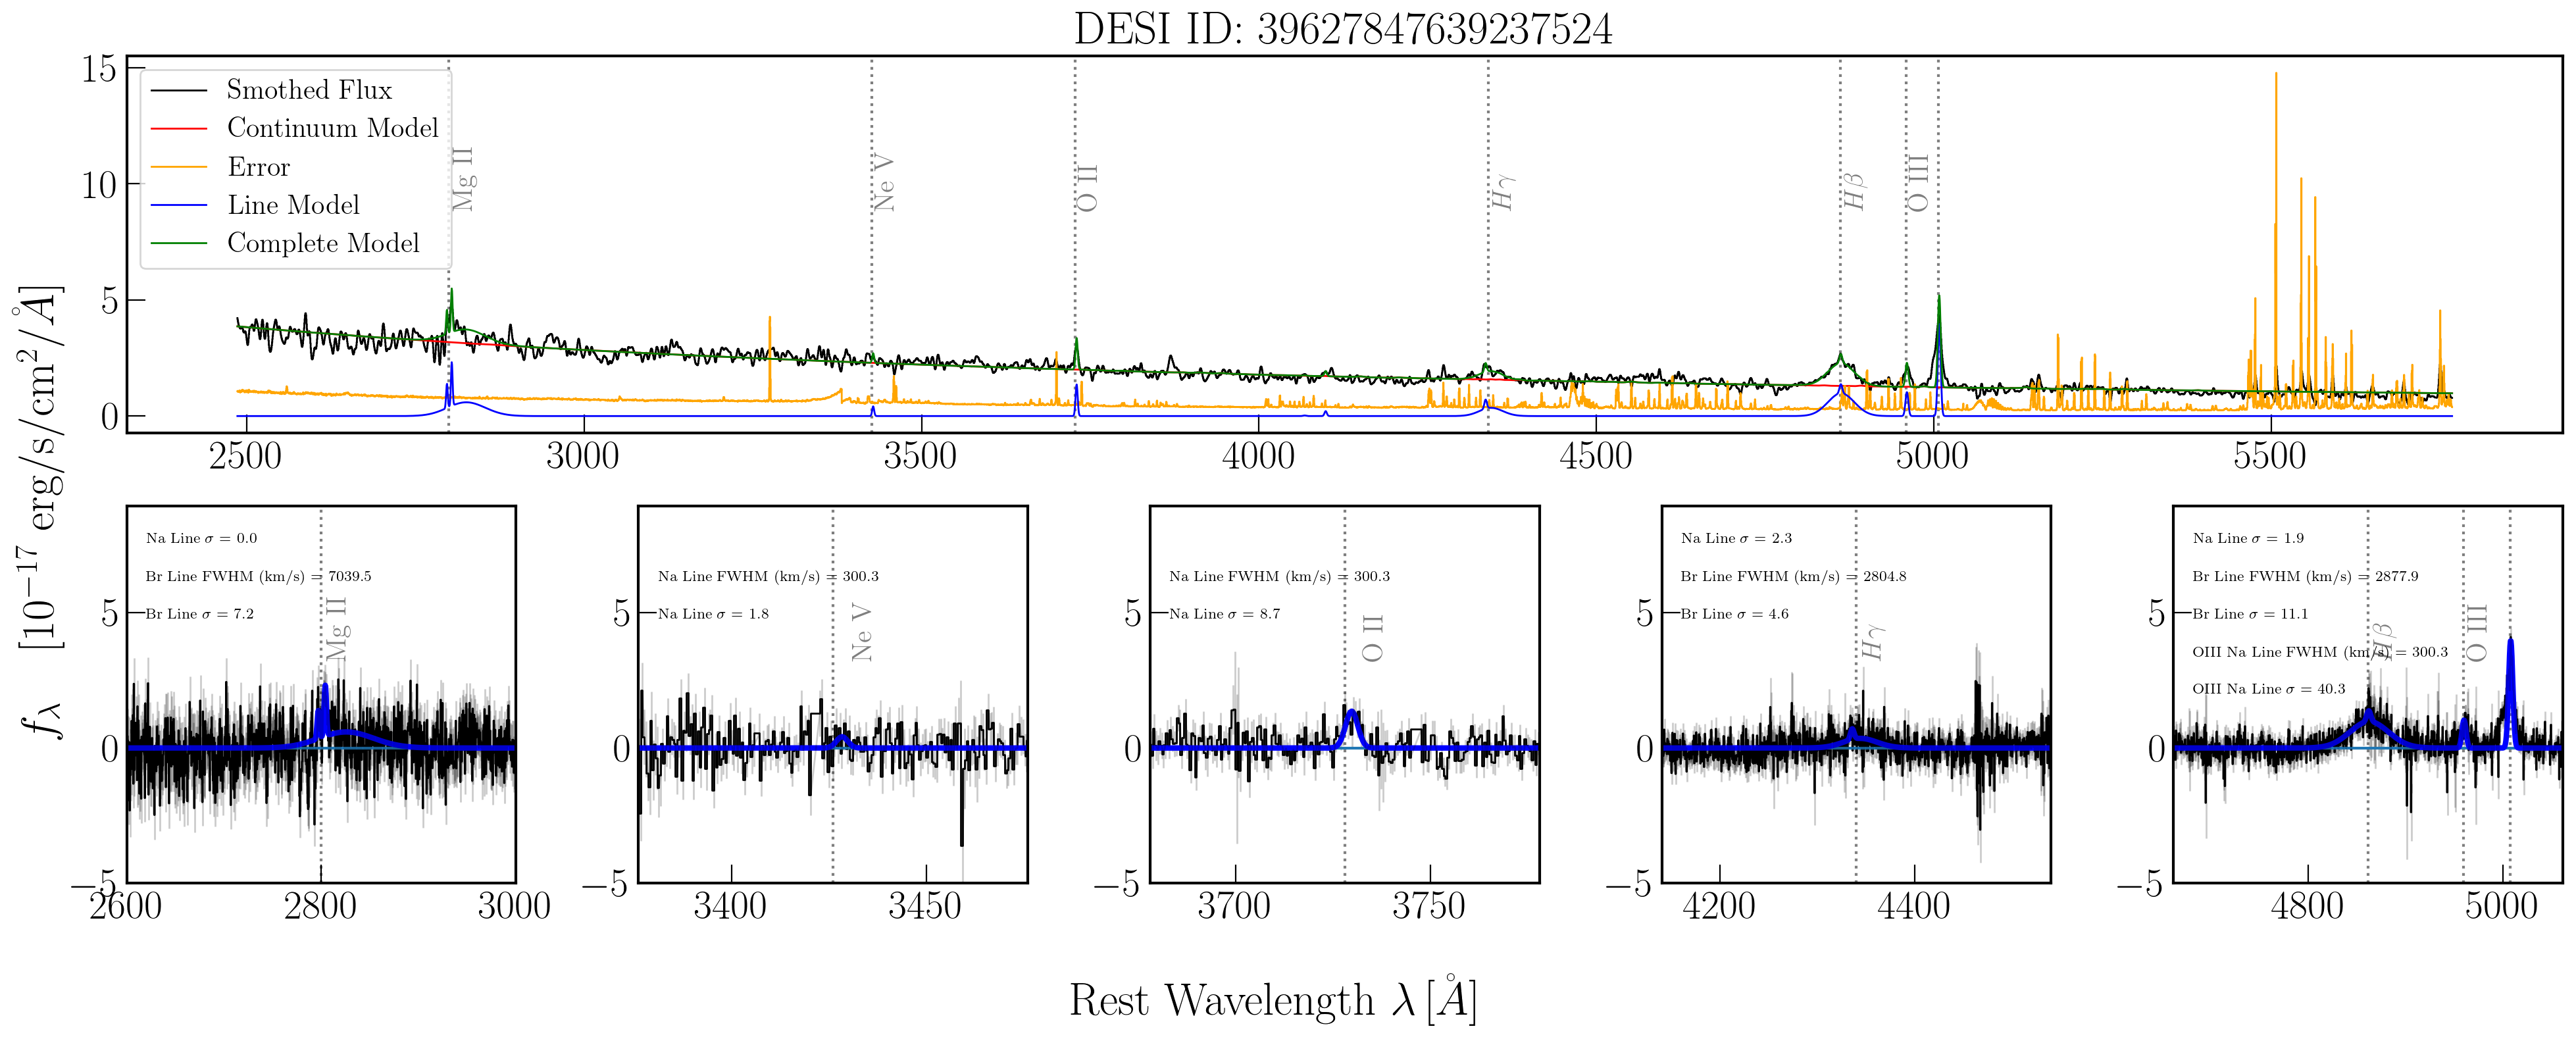 DESI ID: 39627847639237524
15
10
5
0
Smothed Flux
Continuum Model
Error
Line Model
Complete Model
Mg II
Ne V
O II
Hγ
Hβ
O III
2500 3000 3500 4000 4500 5000 5500
f_λ [10^{-17} erg/s/cm^2/Å]
Na Line σ = 0.0
Br Line FWHM (km/s) = 7039.5
Br Line σ = 7.2
Mg II
5
0
−5
2600 2800 3000
Na Line FWHM (km/s) = 300.3
Na Line σ = 1.8
Ne V
5
0
−5
3400 3450
Na Line FWHM (km/s) = 300.3
Na Line σ = 8.7
O II
5
0
−5
3700 3750
Na Line σ = 2.3
Br Line FWHM (km/s) = 2804.8
Br Line σ = 4.6
Hγ
5
0
−5
4200 4400
Na Line σ = 1.9
Br Line FWHM (km/s) = 2877.9
Br Line σ = 11.1
OIII Na Line FWHM (km/s) = 300.3
OIII Na Line σ = 40.3
Hβ
O III
5
0
−5
4800 5000
Rest Wavelength λ [Å]